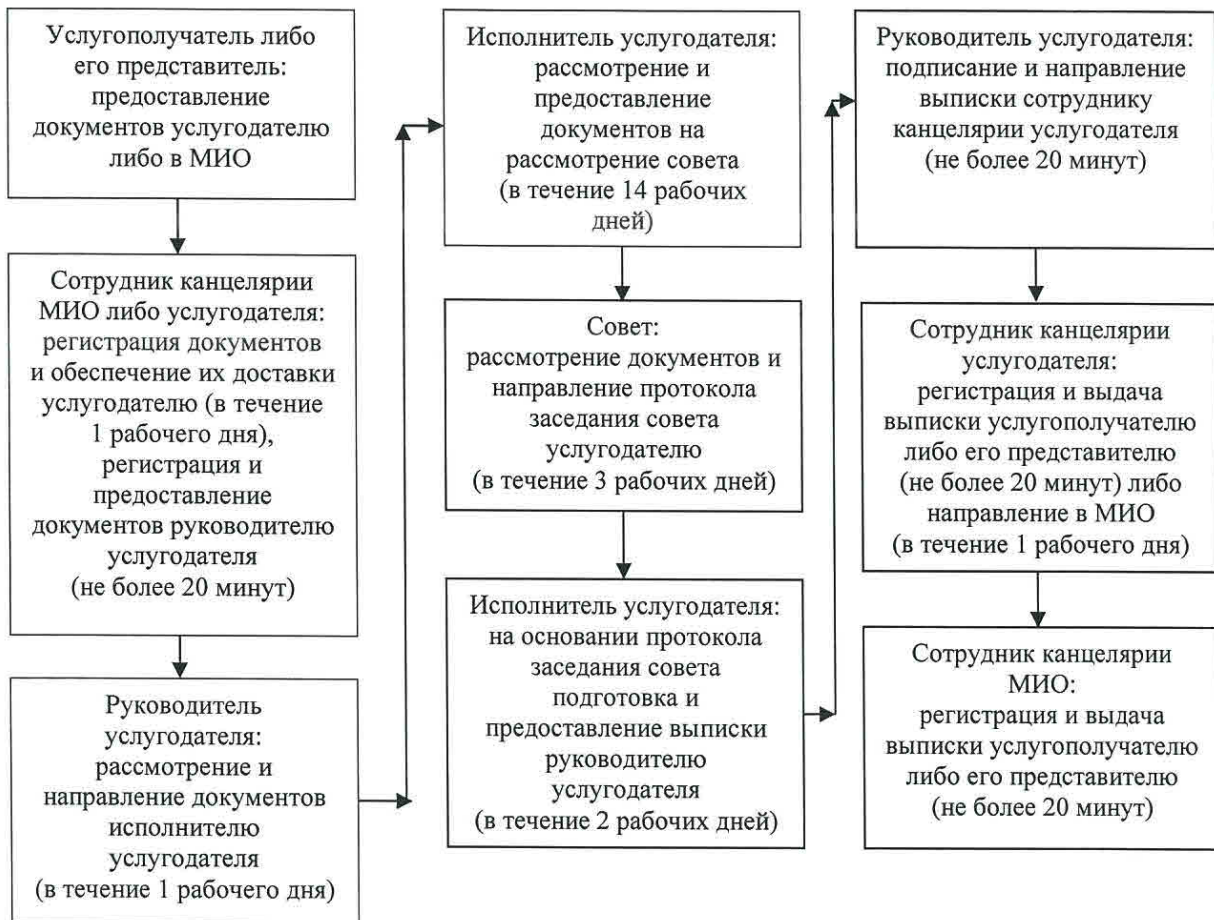 Услугополучатель либо
его представитель:
предоставление
документов услугодателю
либо в МИО
Сотрудник канцелярии
МИО либо услугодателя:
регистрация документов
и обеспечение их доставки
услугодателю (в течение
1 рабочего дня),
регистрация и
предоставление
документов руководителю
услугодателя
(не более 20 минут)
Руководитель
услугодателя:
рассмотрение и
направление документов
исполнителю
услугодателя
(в течение 1 рабочего дня)
Исполнитель услугодателя:
рассмотрение и
предоставление
документов на
рассмотрение совета
(в течение 14 рабочих
дней)
Совет:
рассмотрение документов и
направление протокола
заседания совета
услугодателю
(в течение 3 рабочих дней)
Исполнитель услугодателя:
на основании протокола
заседания совета
подготовка и
предоставление выписки
руководителю
услугодателя
(в течение 2 рабочих дней)
Руководитель услугодателя:
подписание и направление
выписки сотруднику
канцелярии услугодателя
(не более 20 минут)
Сотрудник канцелярии
услугодателя:
регистрация и выдача
выписки услугополучателю
либо его представителю
(не более 20 минут) либо
направление в МИО
(в течение 1 рабочего дня)
Сотрудник канцелярии
МИО:
регистрация и выдача
выписки услугополучателю
либо его представителю
(не более 20 минут)